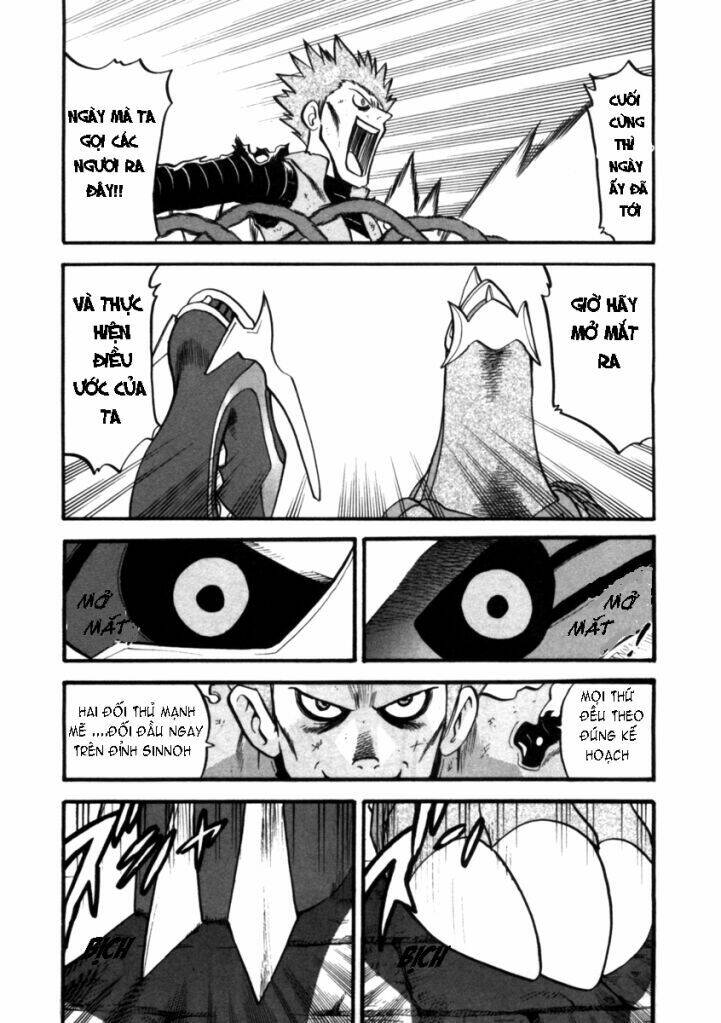 CUỐI
CÙNG THÌ
NGÀY
ẤY ĐÃ
TỚI
NGÀY MÀ TA
GỌI CÁC
NGƯƠI RA
ĐÂY!!
GIỜ HÃY
MỞ MẮT
RA
VÀ THỰC
HIỆN
ĐIỀU
ƯỚC CỦA
TA
MỞ
MẮT
MỞ
MẮT
MỌI THỨ
ĐỀU THEO
ĐÚNG KẾ
HOẠCH
HAI ĐỐI THỦ MẠNH
MẼ ....ĐỐI ĐẦU NGAY
TRÊN ĐỈNH SINNOH
BỊCH
BỊCH